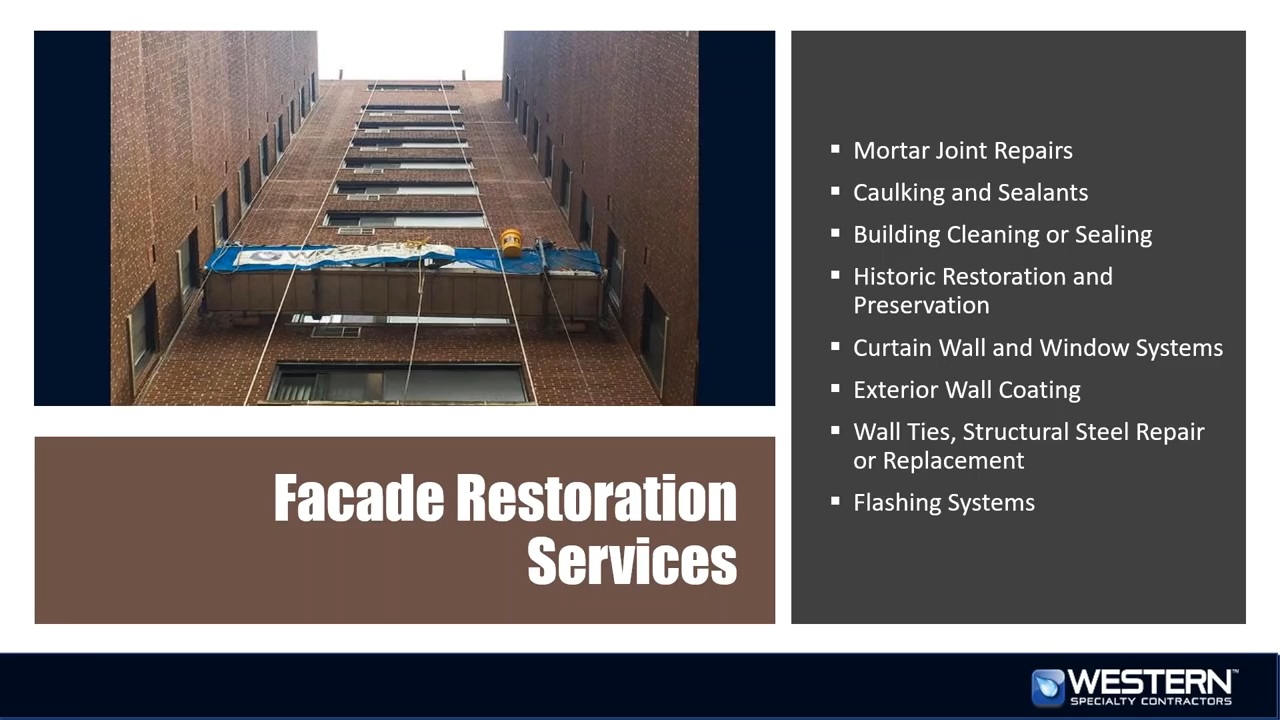 Mortar Joint Repairs
Caulking and Sealants
Building Cleaning or Sealing
Historic Restoration and
Preservation
Curtain Wall and Window Systems
Exterior Wall Coating
Wall Ties, Structural Steel Repair
or Replacement
Flashing Systems
Facade Restoration
Services
WESTERN™
SPECIALTY CONTRACTORS